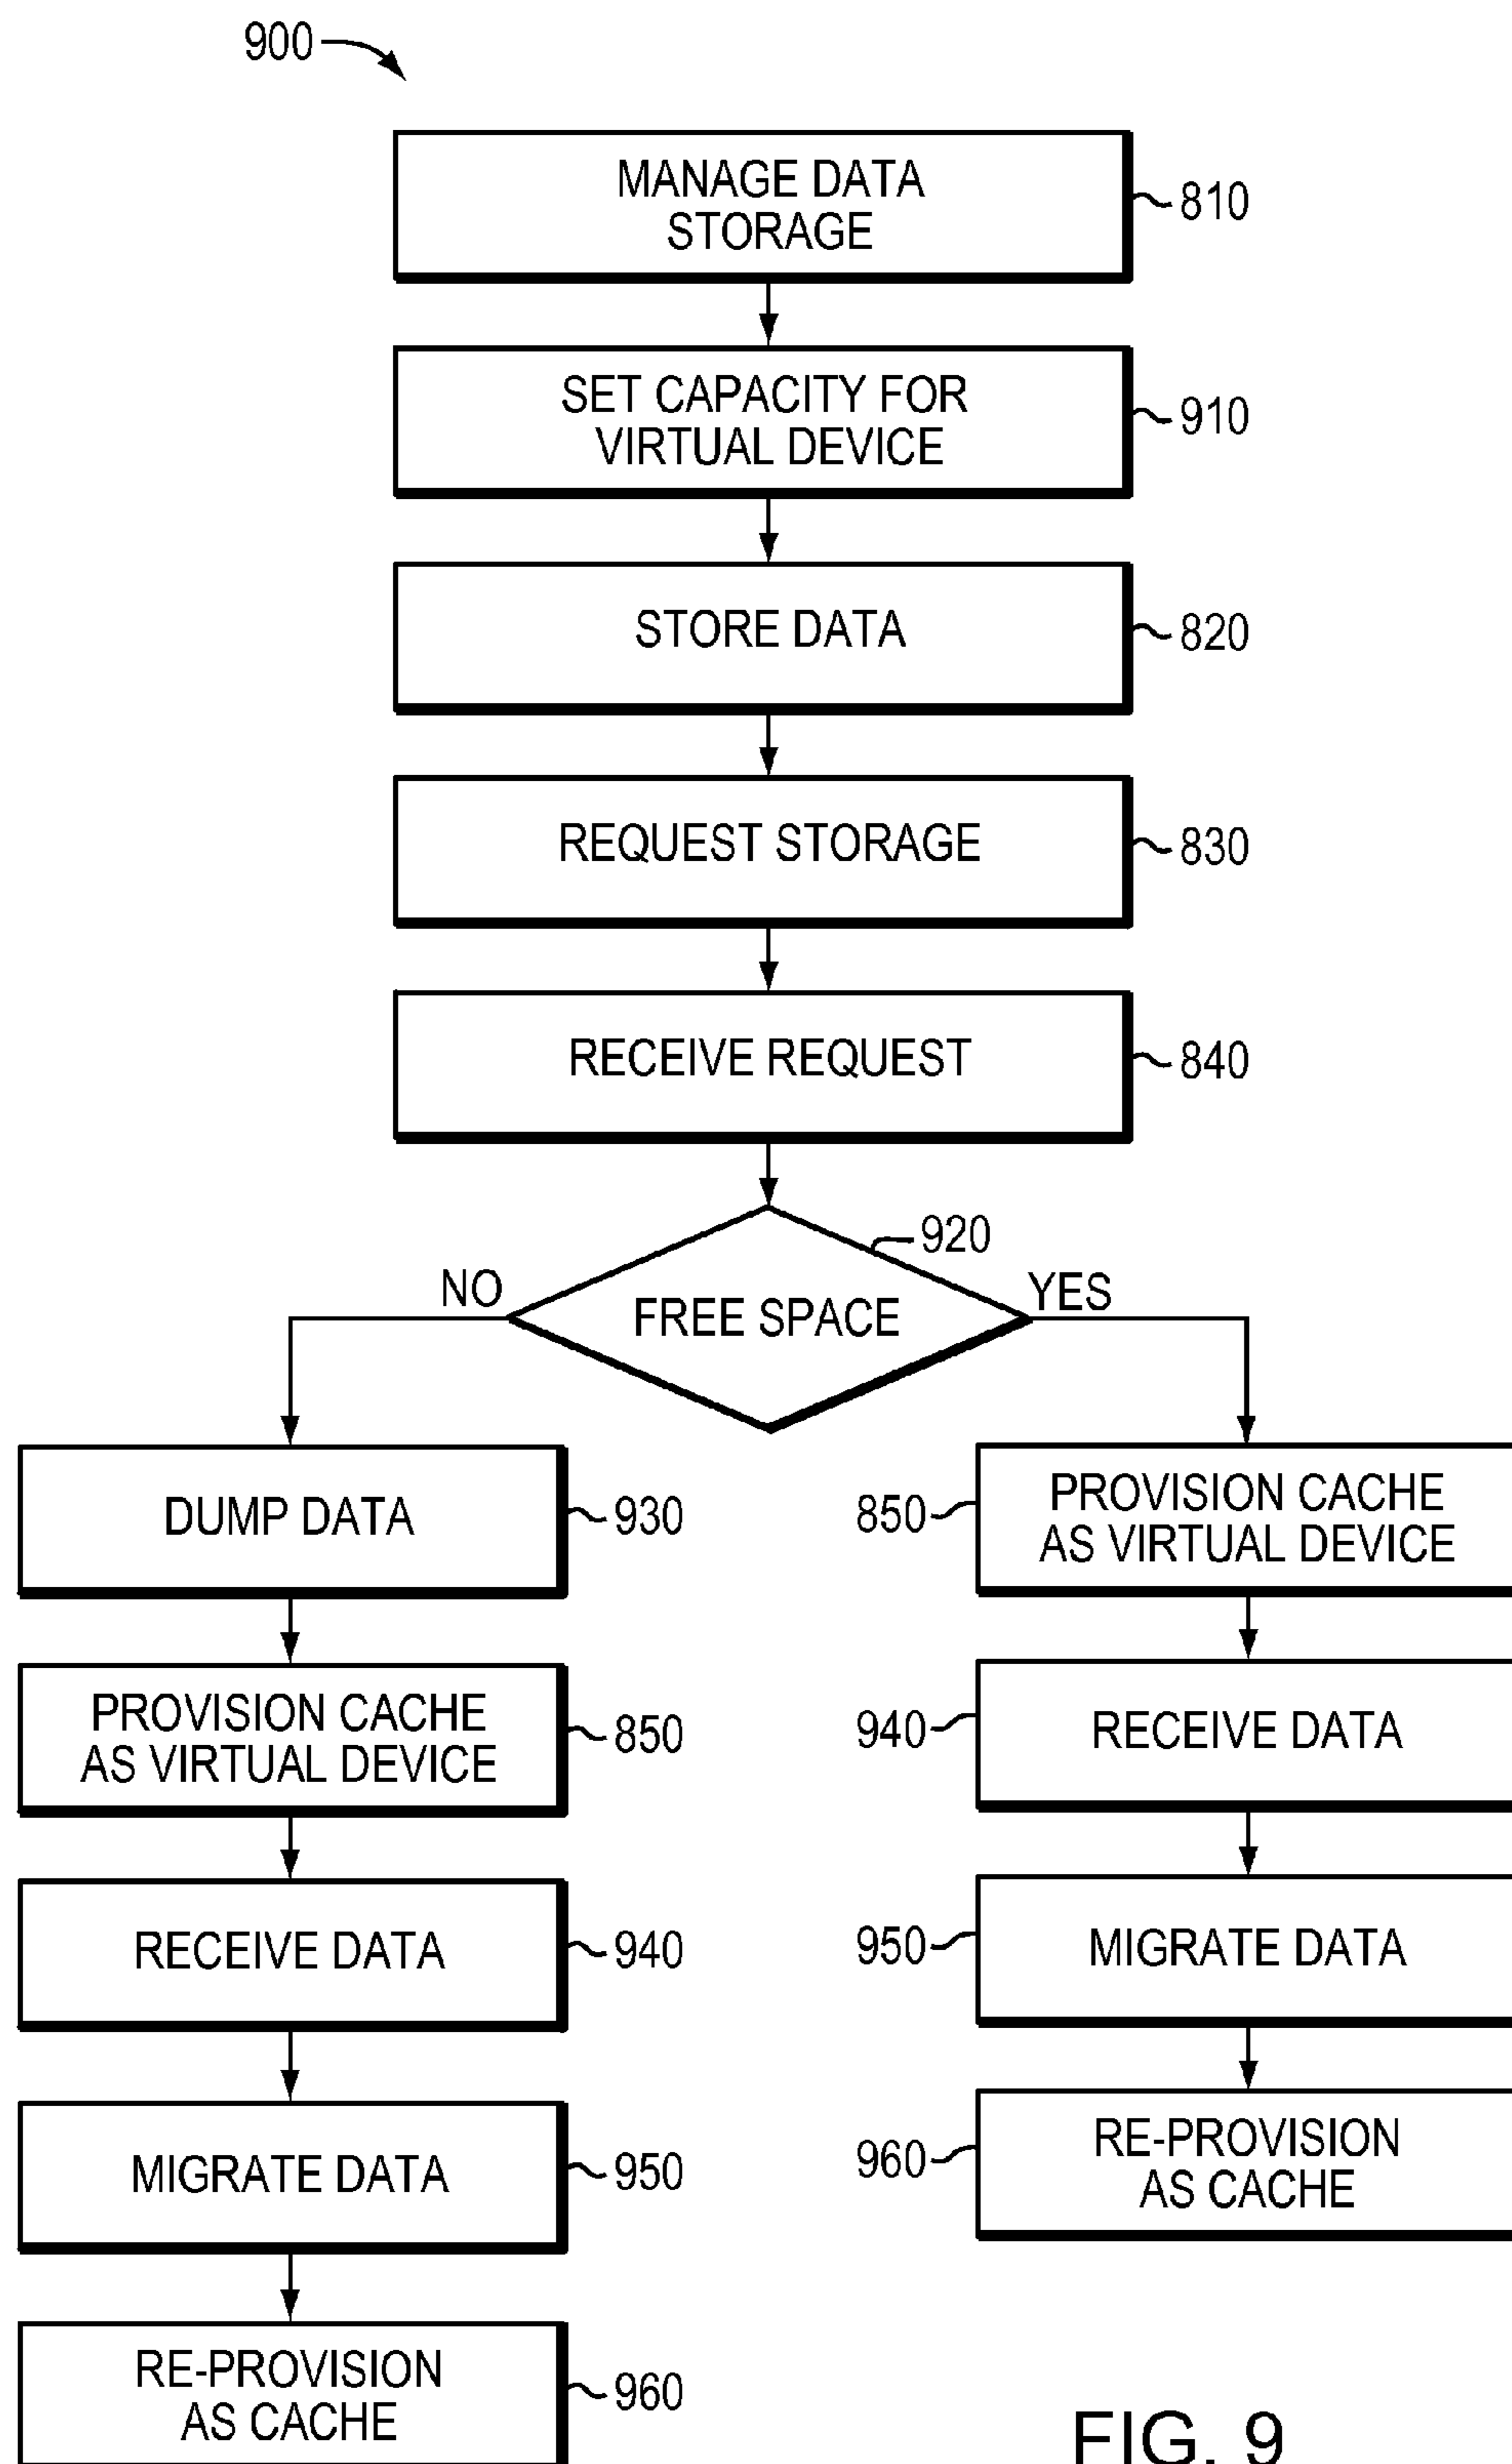 900
MANAGE DATA
STORAGE
810
SET CAPACITY FOR
VIRTUAL DEVICE
910
STORE DATA
820
REQUEST STORAGE
830
RECEIVE REQUEST
840
920
NO
FREE SPACE
YES
DUMP DATA
930
PROVISION CACHE
AS VIRTUAL DEVICE
850
RECEIVE DATA
940
MIGRATE DATA
950
RE-PROVISION
AS CACHE
960
850
PROVISION CACHE
AS VIRTUAL DEVICE
940
RECEIVE DATA
950
MIGRATE DATA
960
RE-PROVISION
AS CACHE
FIG. 9